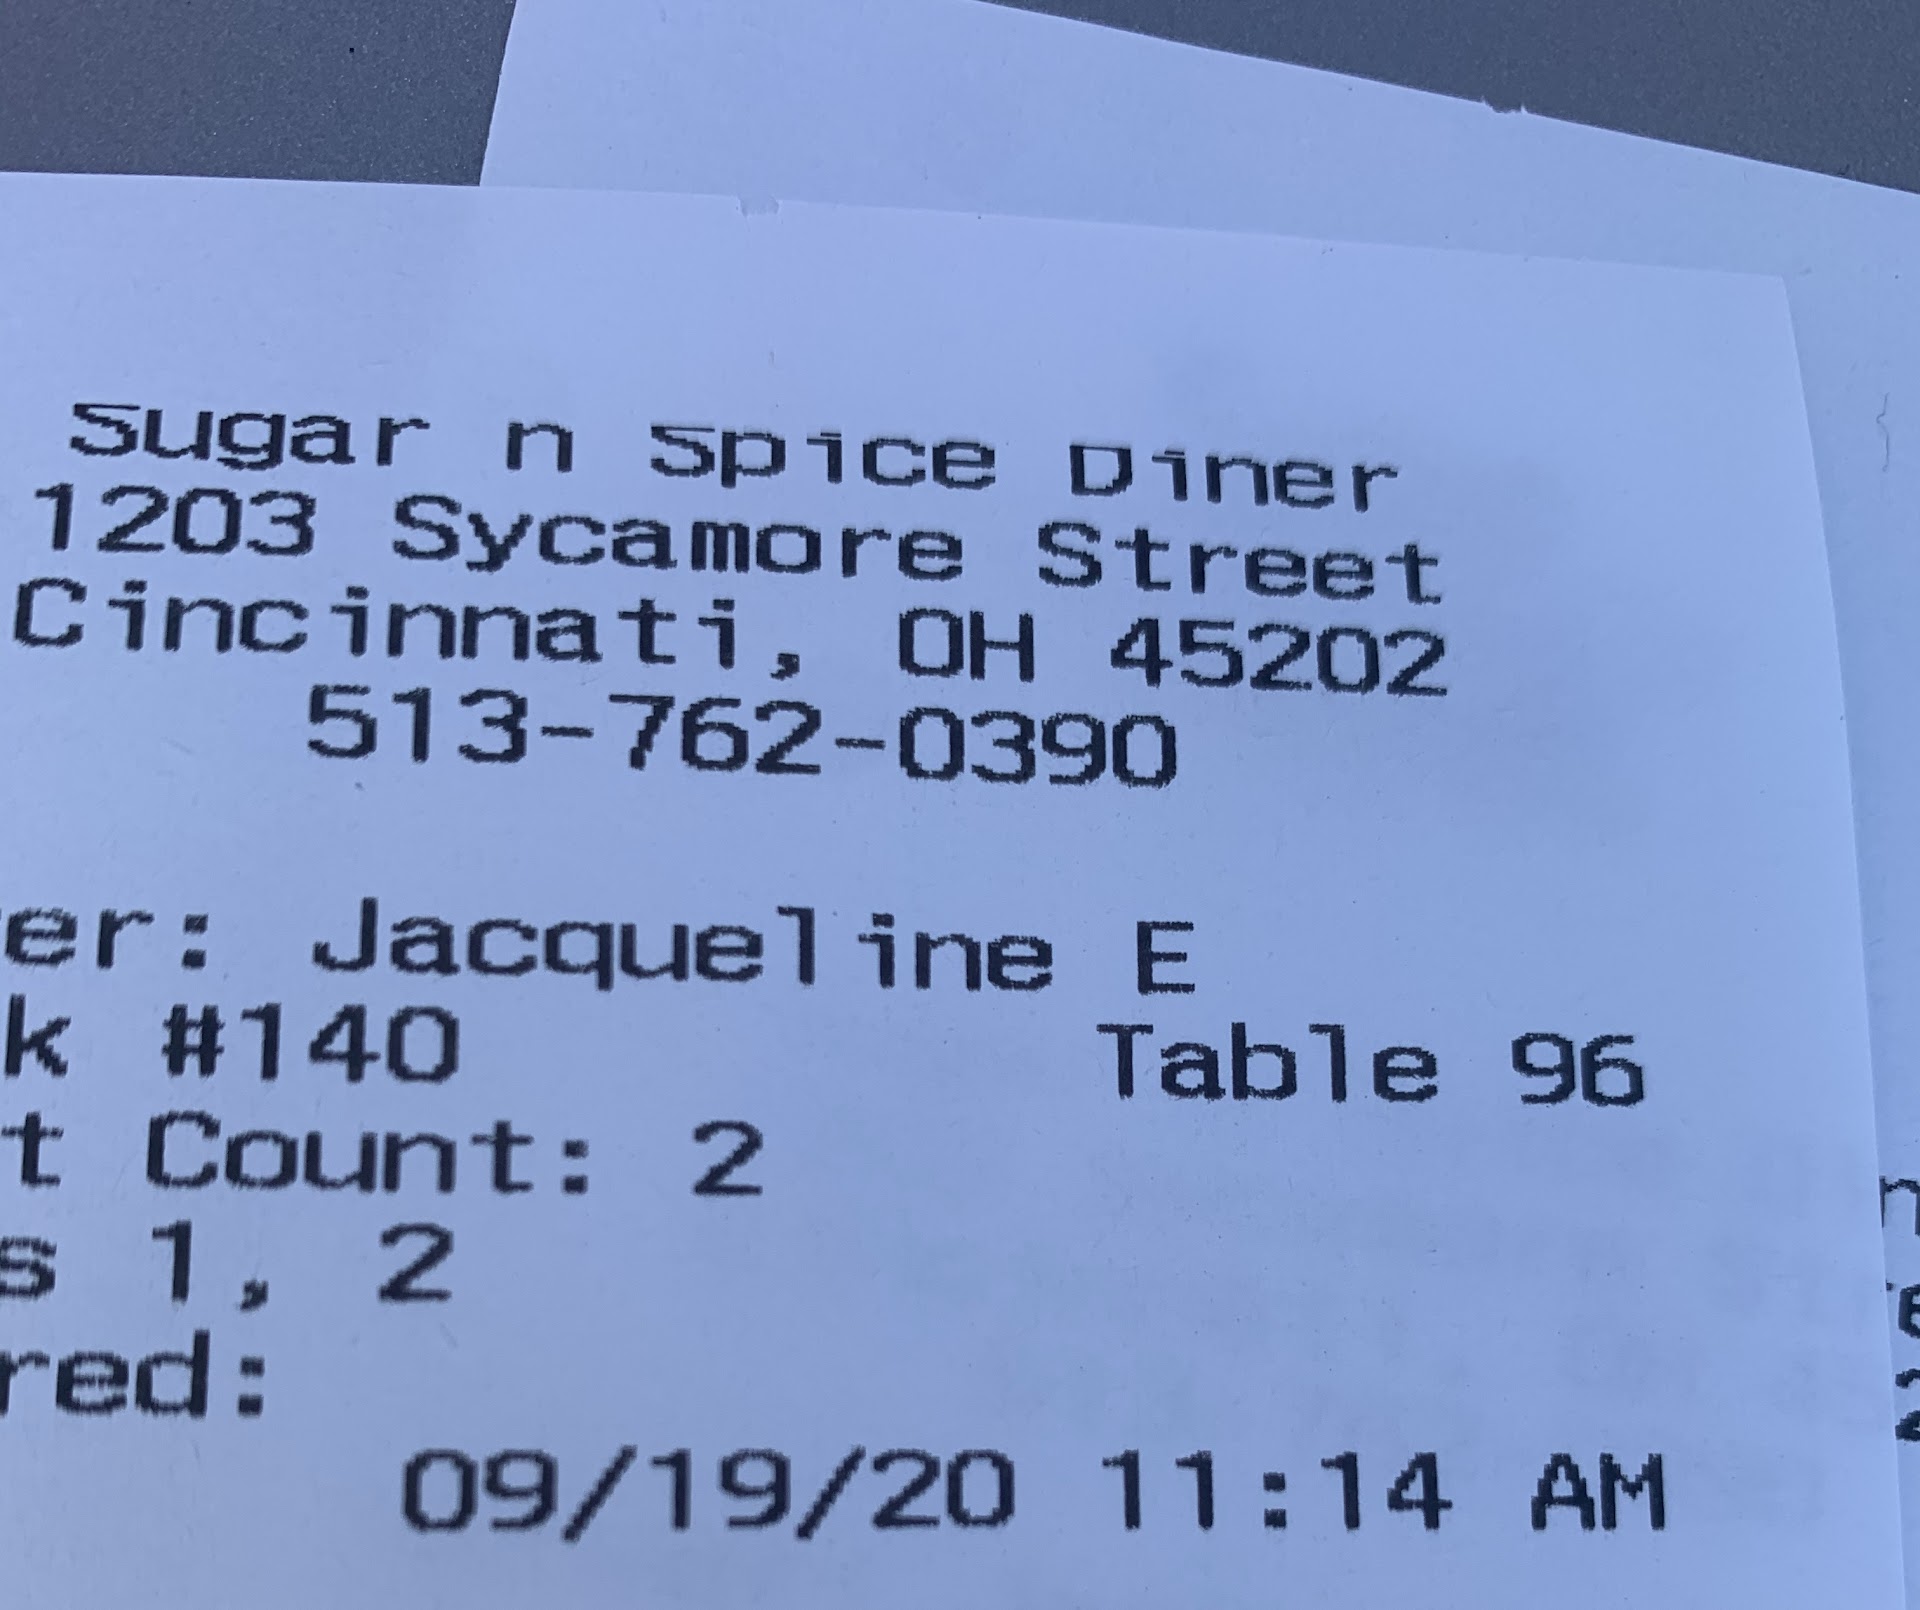 Sugar n Spice Diner
1203 Sycamore Street
Cincinnati, OH 45202
513-762-0390
er: Jacqueline E
k #140 Table 96
t Count: 2
s 1, 2
red:
09/19/20 11:14 AM